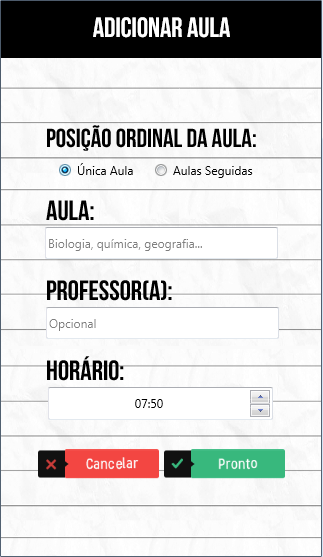 ADICIONAR AULA
POSIÇÃO ORDINAL DA AULA:
Única Aula Aulas Seguidas
AULA:
Biologia, química, geografia...
PROFESSOR(A):
Opcional
HORÁRIO:
07:50
Cancelar Pronto